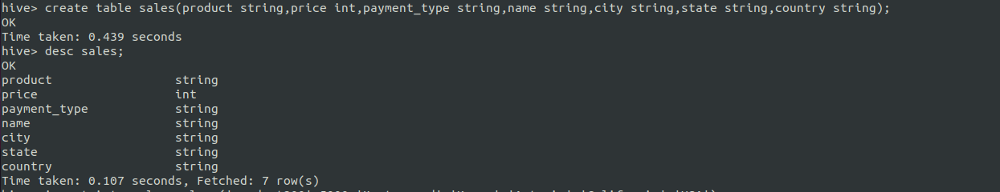 hive> create table sales(product string,price int,payment_type string,name string,city string,state string,country string);
OK
Time taken: 0.439 seconds
hive> desc sales;
OK
product string
price int
payment_type string
name string
city string
state string
country string
Time taken: 0.107 seconds, Fetched: 7 row(s)